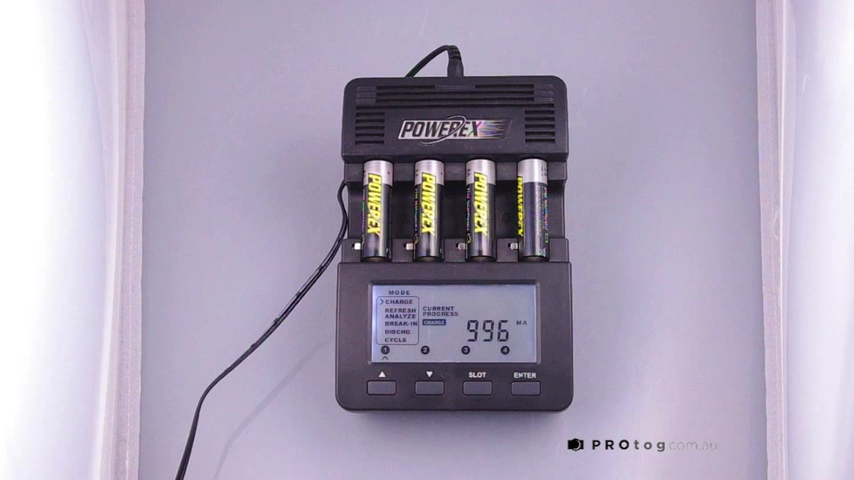 POWEREX
POWEREX
POWEREX
POWEREX
POWEREX
MODE
CHARGE
REFRESH
ANALYZE
BREAK-IN
DISCHG
CYCLE
CURRENT
PROGRESS
CHARGE
996 MA
1 2 3 4
▲ ▼ SLOT ENTER
PROtog.com.au